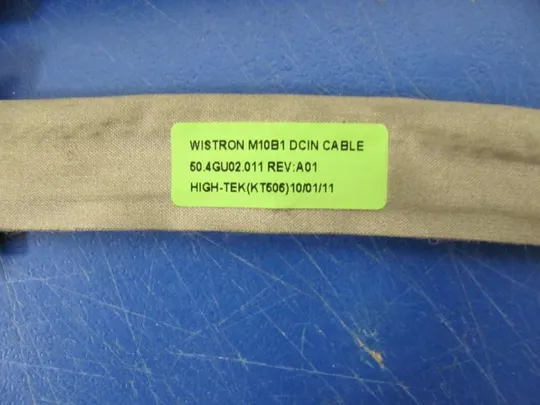 WISTRON M10B1 DCIN CABLE
50.4GU02.011 REV:A01
HIGH-TEK(KT506)10/01/11